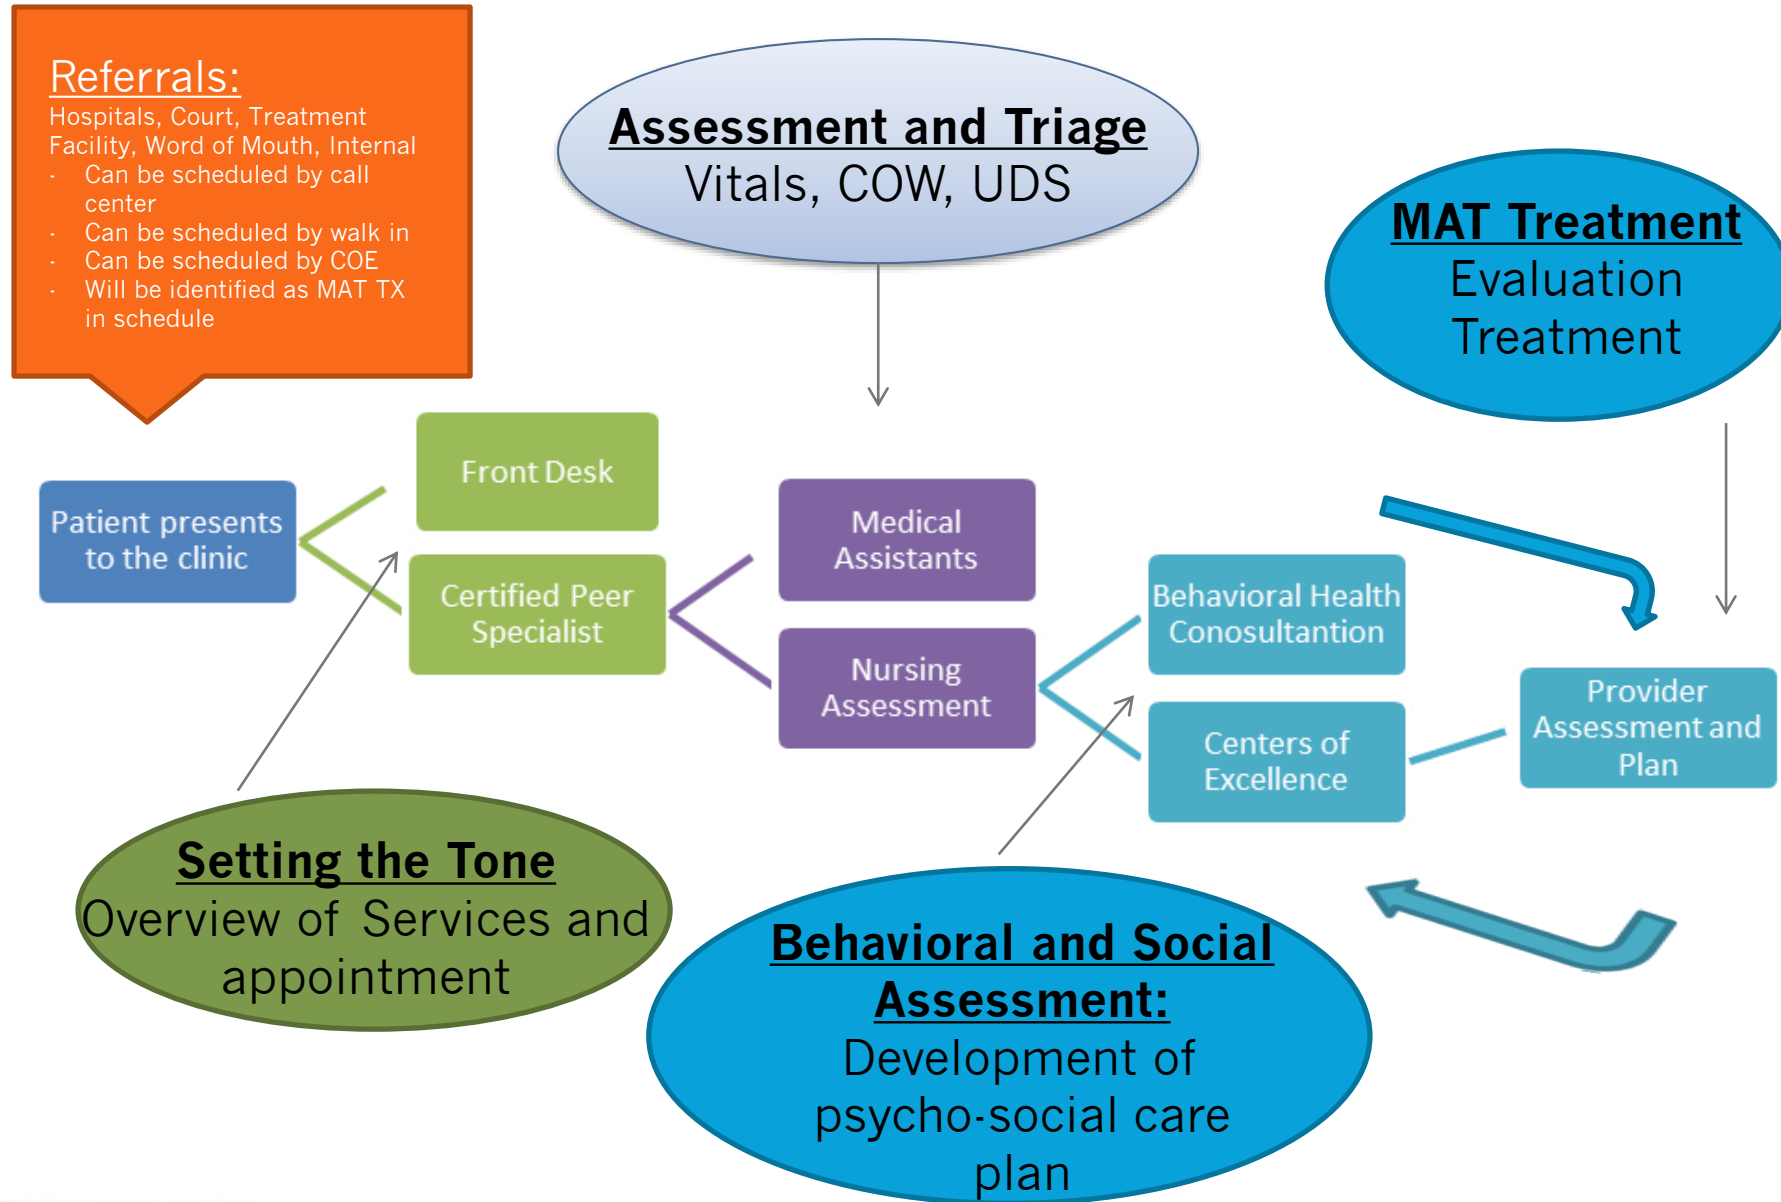 Referrals:
Hospitals, Court, Treatment
Facility, Word of Mouth, Internal
- Can be scheduled by call
center
- Can be scheduled by walk in
- Can be scheduled by COE
- Will be identified as MAT TX
in schedule
Assessment and Triage
Vitals, COW, UDS
MAT Treatment
Evaluation
Treatment
Patient presents
to the clinic
Front Desk
Certified Peer
Specialist
Medical
Assistants
Nursing
Assessment
Behavioral Health
Conosultantion
Centers of
Excellence
Provider
Assessment and
Plan
Setting the Tone
Overview of Services and
appointment
Behavioral and Social
Assessment:
Development of
psycho-social care
plan